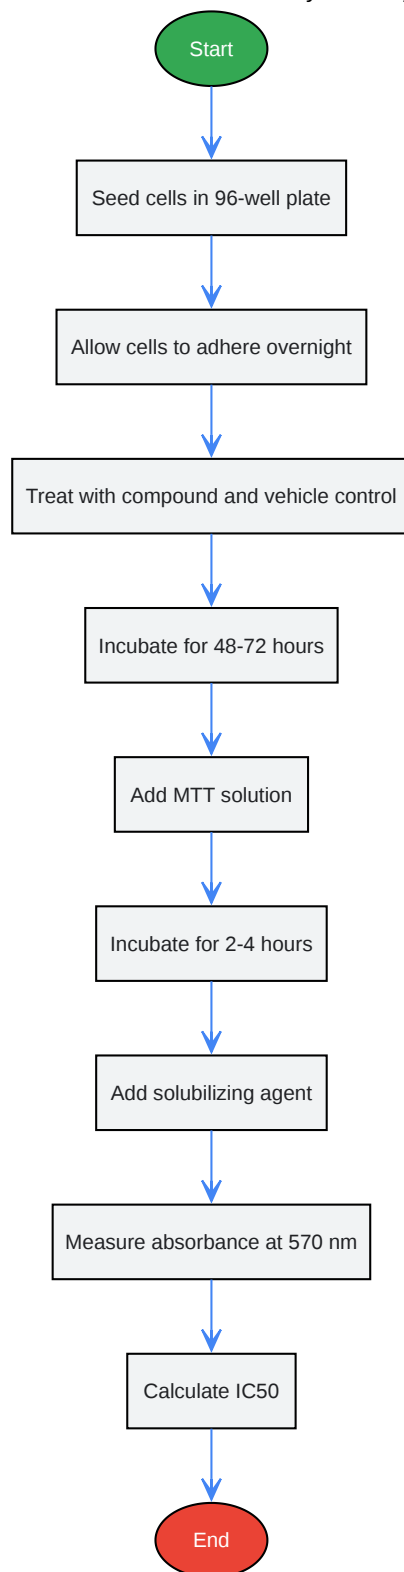 Start
Seed cells in 96-well plate
Allow cells to adhere overnight
Treat with compound and vehicle control
Incubate for 48-72 hours
Add MTT solution
Incubate for 2-4 hours
Add solubilizing agent
Measure absorbance at 570 nm
Calculate IC50
End